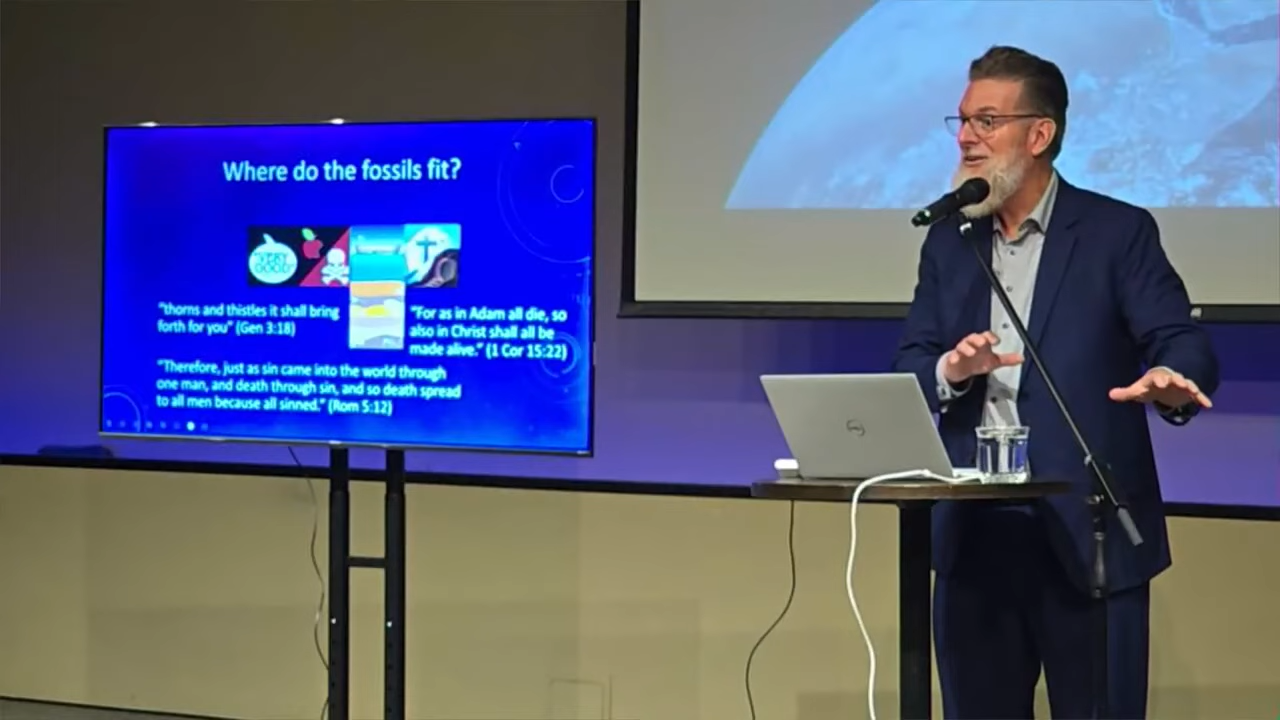 Where do the fossils fit?
"VERY
GOOD"
"thorns and thistles it shall bring
forth for you" (Gen 3:18)
"For as in Adam all die, so
also in Christ shall all be
made alive." (1 Cor 15:22)
"Therefore, just as sin came into the world through
one man, and death through sin, and so death spread
to all men because all sinned." (Rom 5:12)
DELL